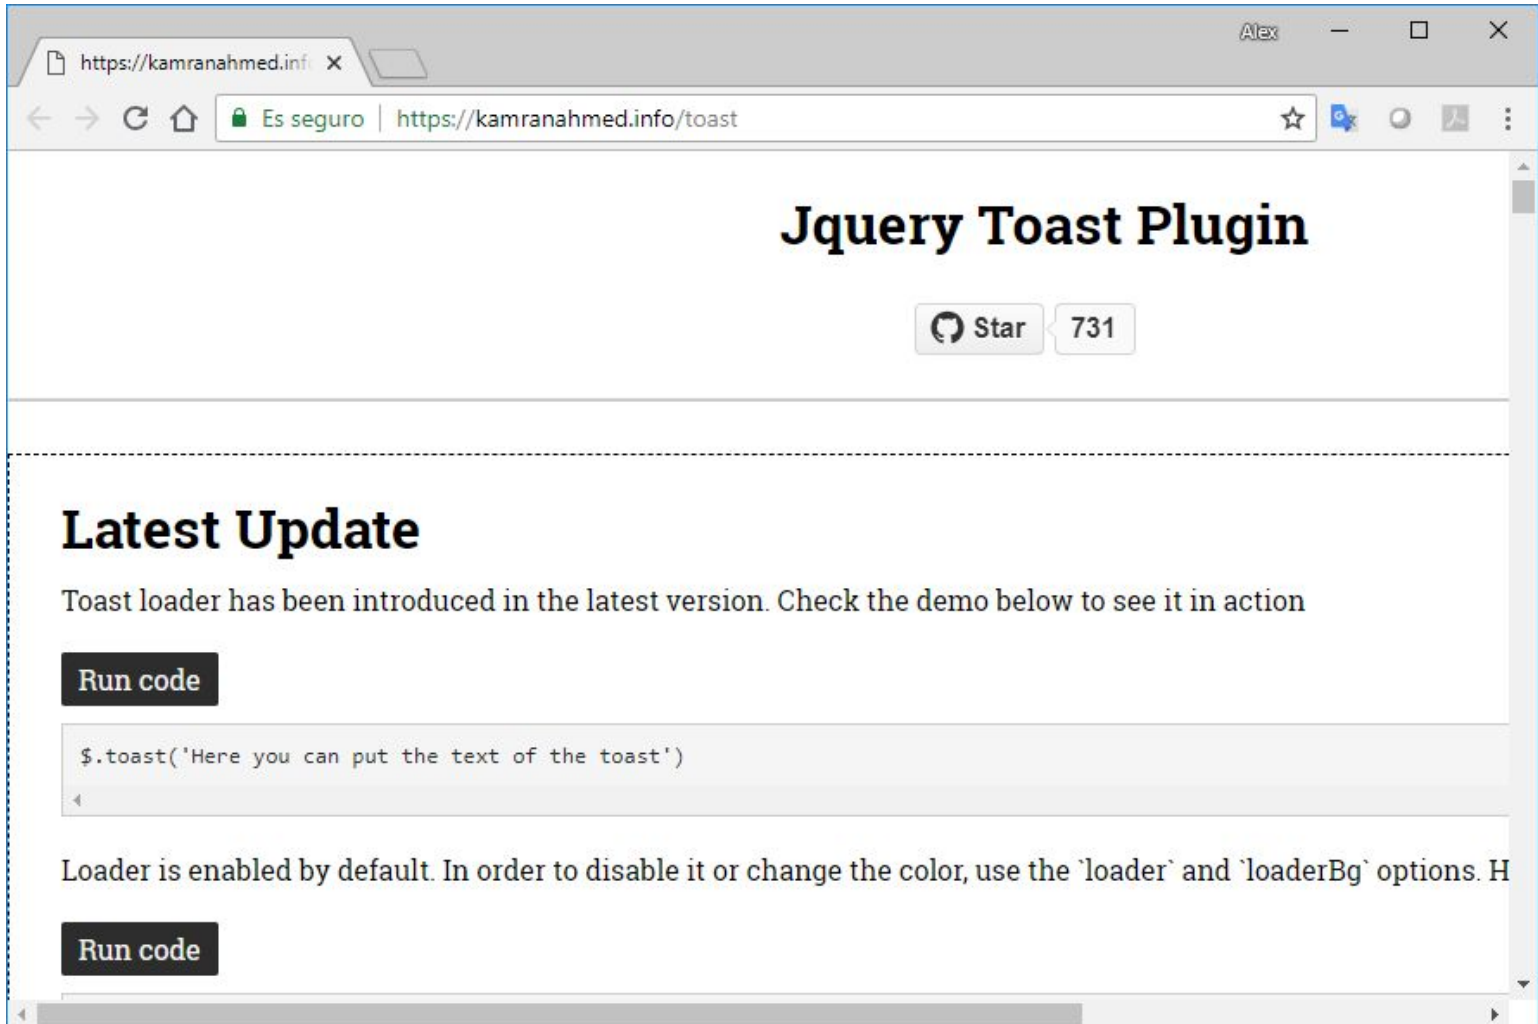 Alex
https://kamranahmed.inf
Es seguro | https://kamranahmed.info/toast
Jquery Toast Plugin
Star 731
Latest Update
Toast loader has been introduced in the latest version. Check the demo below to see it in action
Run code
$.toast('Here you can put the text of the toast')
Loader is enabled by default. In order to disable it or change the color, use the `loader` and `loaderBg` options. H
Run code